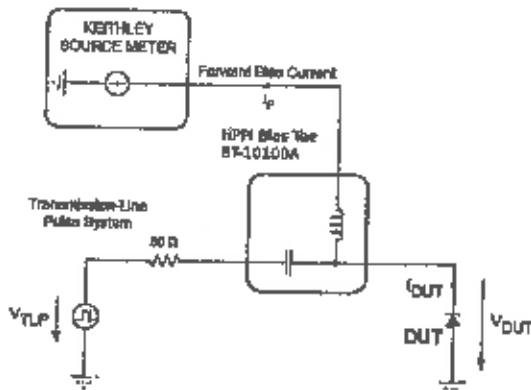 KEITHLEY
SOURCE METER
Forward Bias Current
I_F
HPPI Bias Tee
BT-10100A
Transmission-Line
Pulse System
50 Ω
V_TLP
i_DUT
DUT
V_DUT